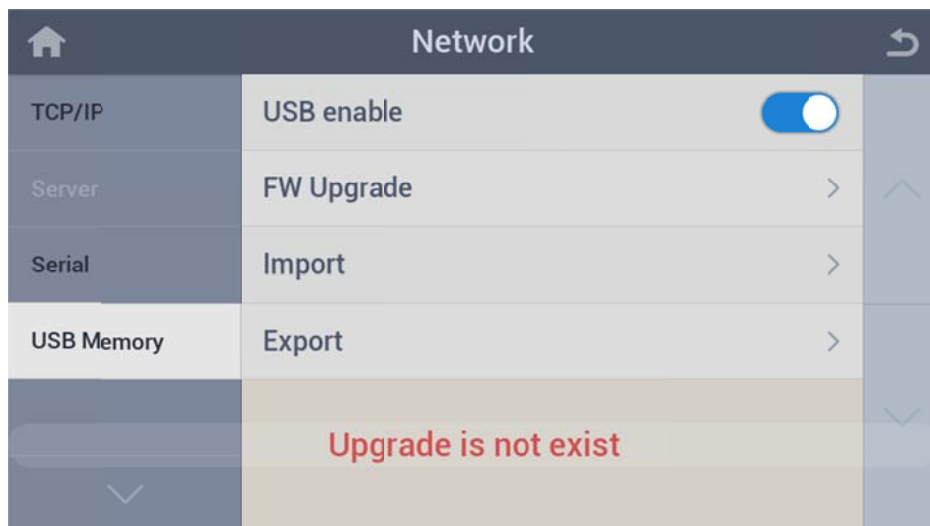 Network
TCP/IP
USB enable
Server
FW Upgrade
Serial
Import
USB Memory
Export
Upgrade is not exist